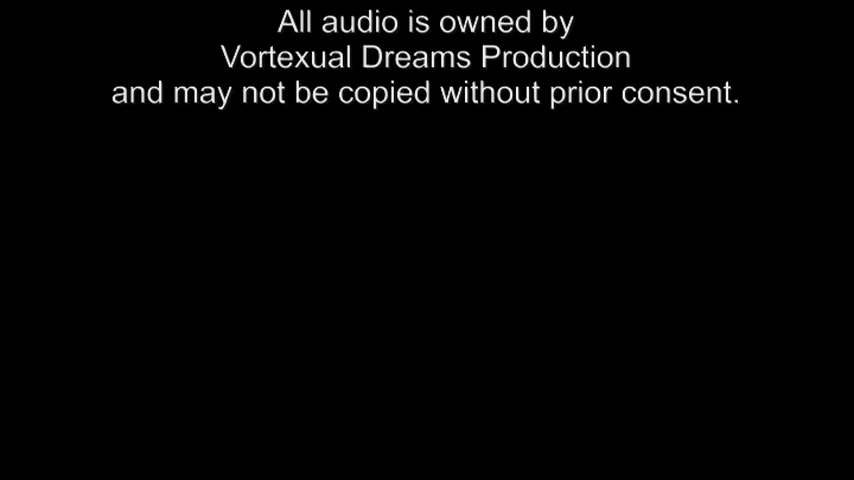 All audio is owned by
Vortexual Dreams Production
and may not be copied without prior consent.